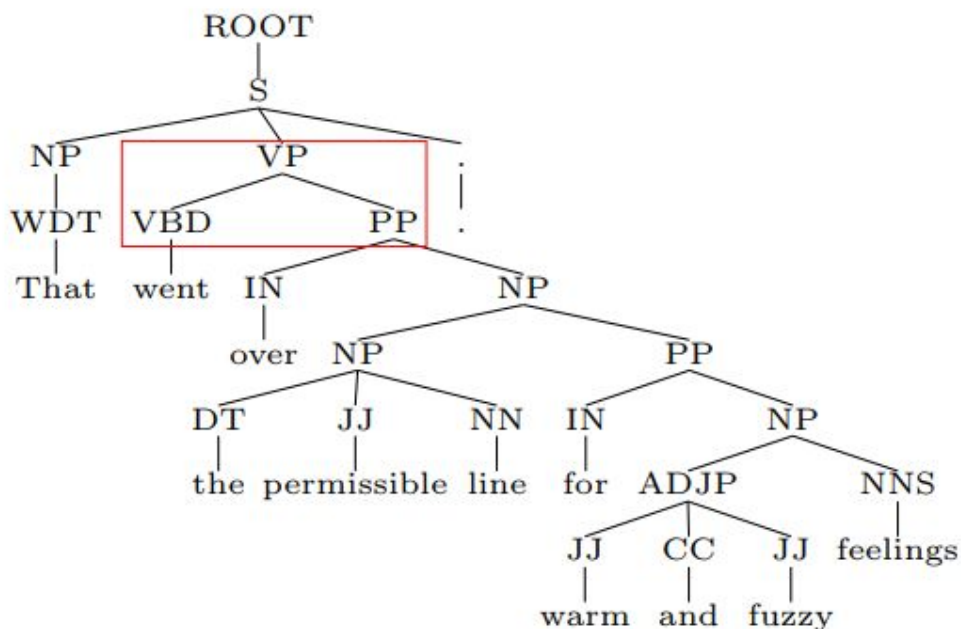 ROOT
S
NP VP .
WDT VBD PP .
That went IN NP
over NP PP
DT JJ NN IN NP
the permissible line for ADJP NNS
JJ CC JJ feelings
warm and fuzzy